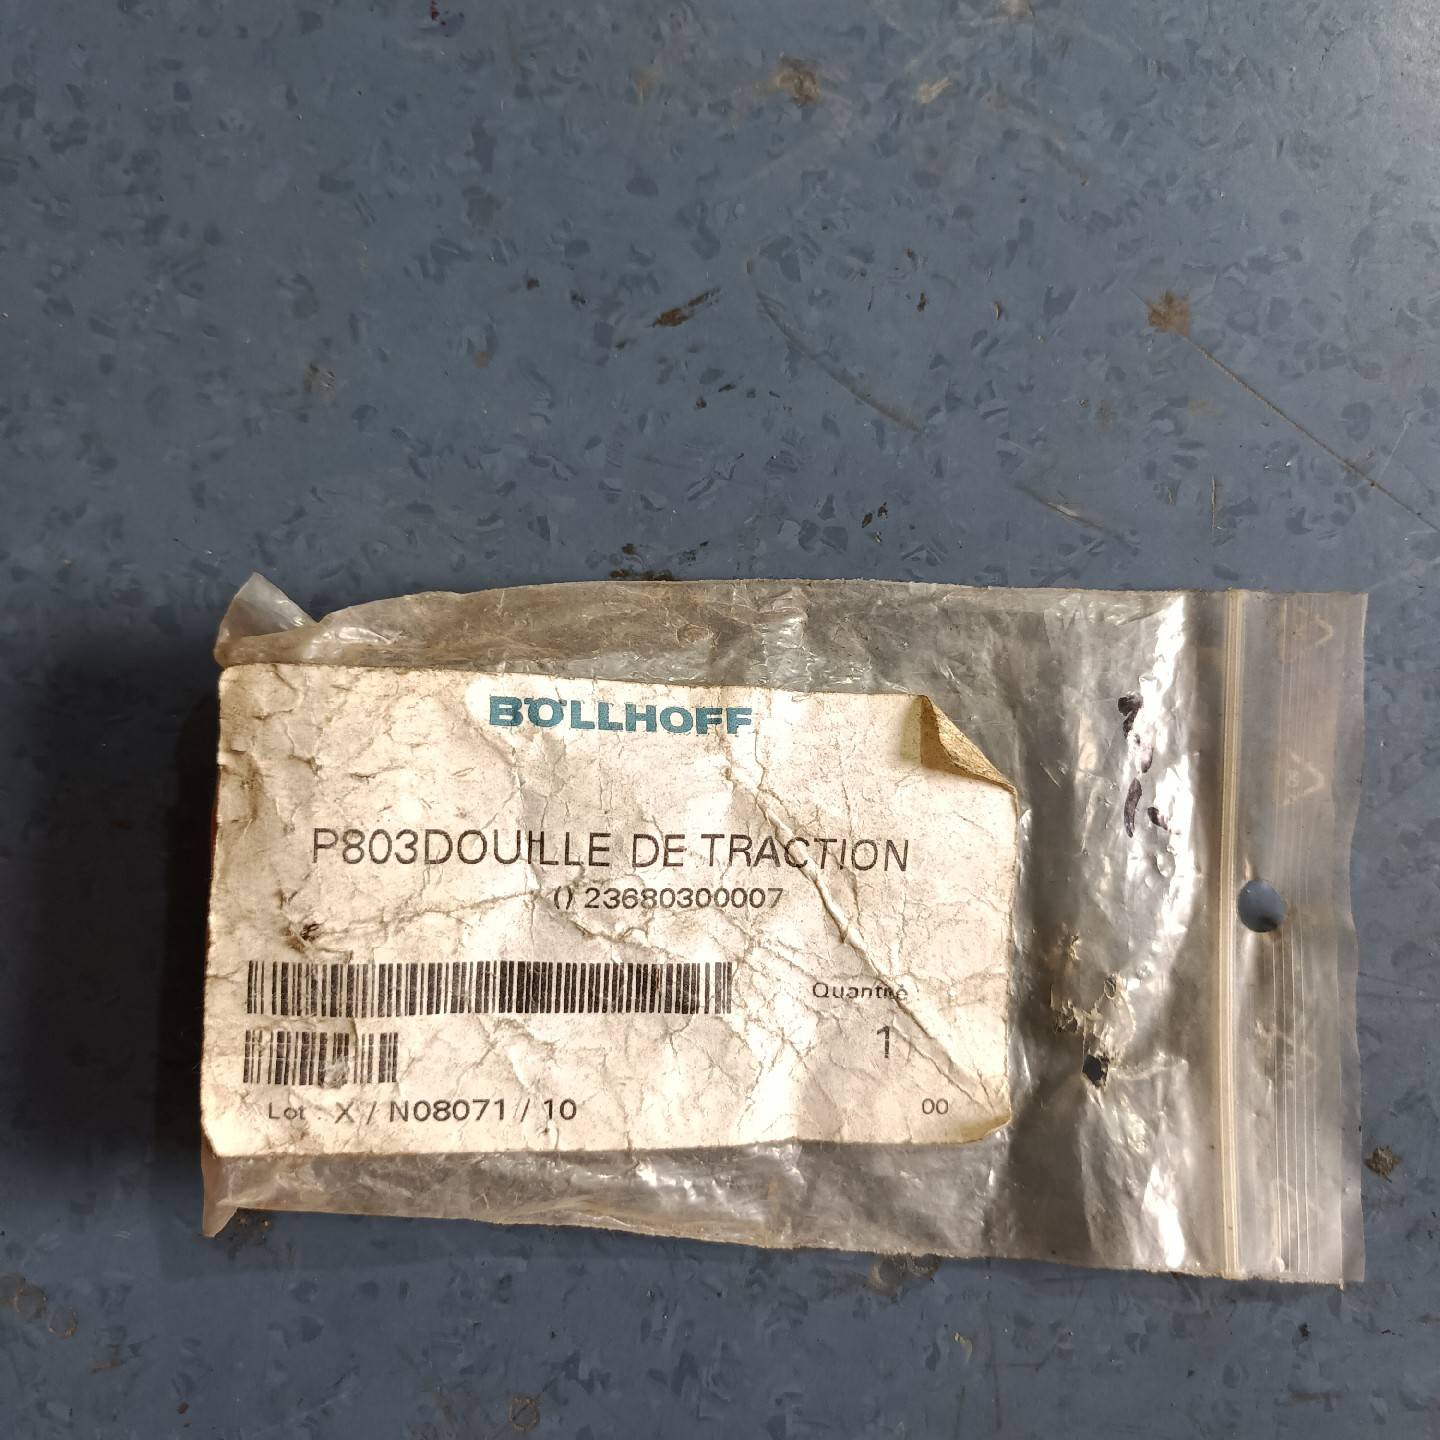 BÖLLHOFF
P803DOUILLE DE TRACTION
() 23680300007
Quantité
1
Lot : X / N08071 / 10
00